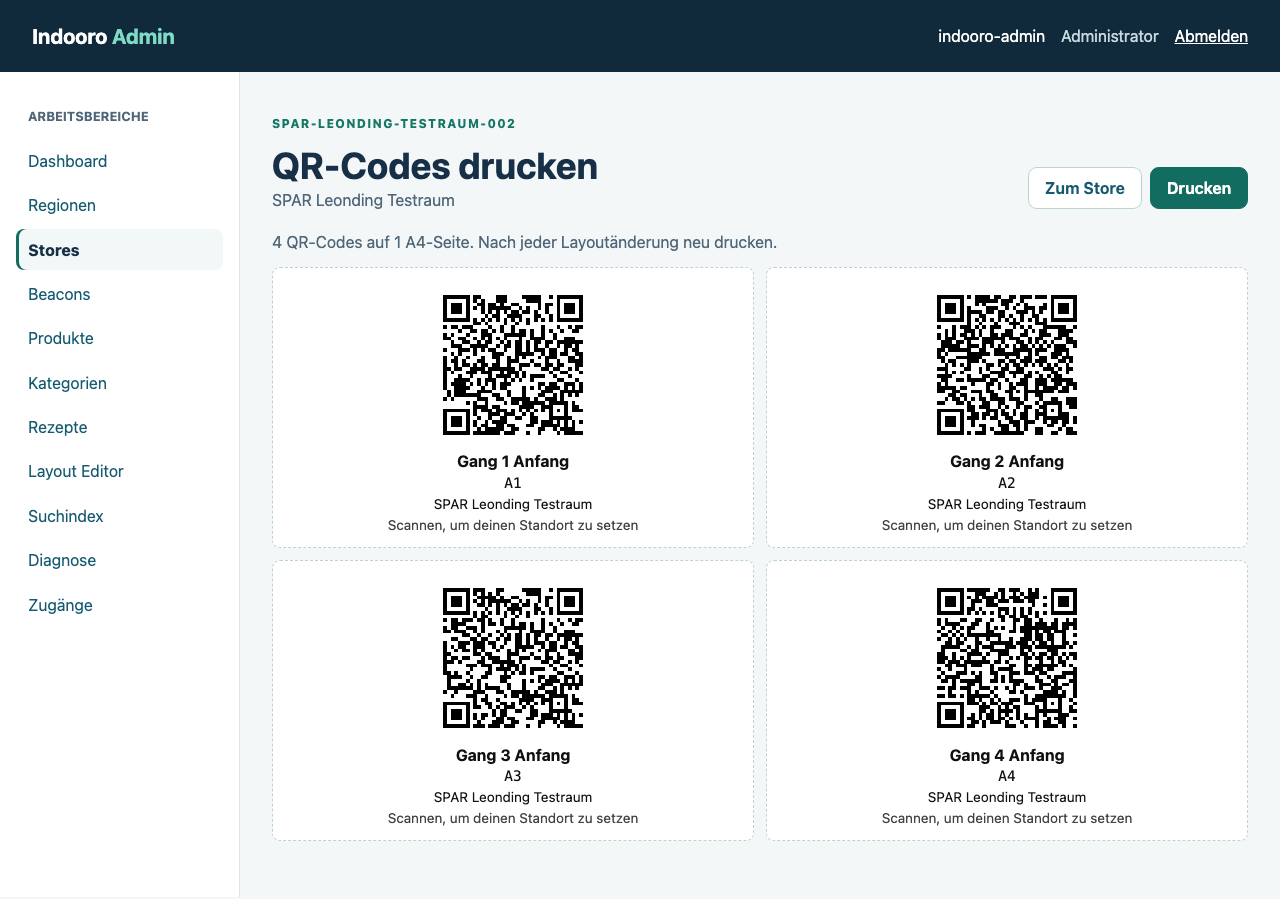 Indooro Admin
indooro-admin Administrator Abmelden
ARBEITSBEREICHE
Dashboard
Regionen
Stores
Beacons
Produkte
Kategorien
Rezepte
Layout Editor
Suchindex
Diagnose
Zugänge
SPAR-LEONDING-TESTRAUM-002
QR-Codes drucken
SPAR Leonding Testraum
Zum Store
Drucken
4 QR-Codes auf 1 A4-Seite. Nach jeder Layoutänderung neu drucken.
Gang 1 Anfang
A1
SPAR Leonding Testraum
Scannen, um deinen Standort zu setzen
Gang 2 Anfang
A2
SPAR Leonding Testraum
Scannen, um deinen Standort zu setzen
Gang 3 Anfang
A3
SPAR Leonding Testraum
Scannen, um deinen Standort zu setzen
Gang 4 Anfang
A4
SPAR Leonding Testraum
Scannen, um deinen Standort zu setzen